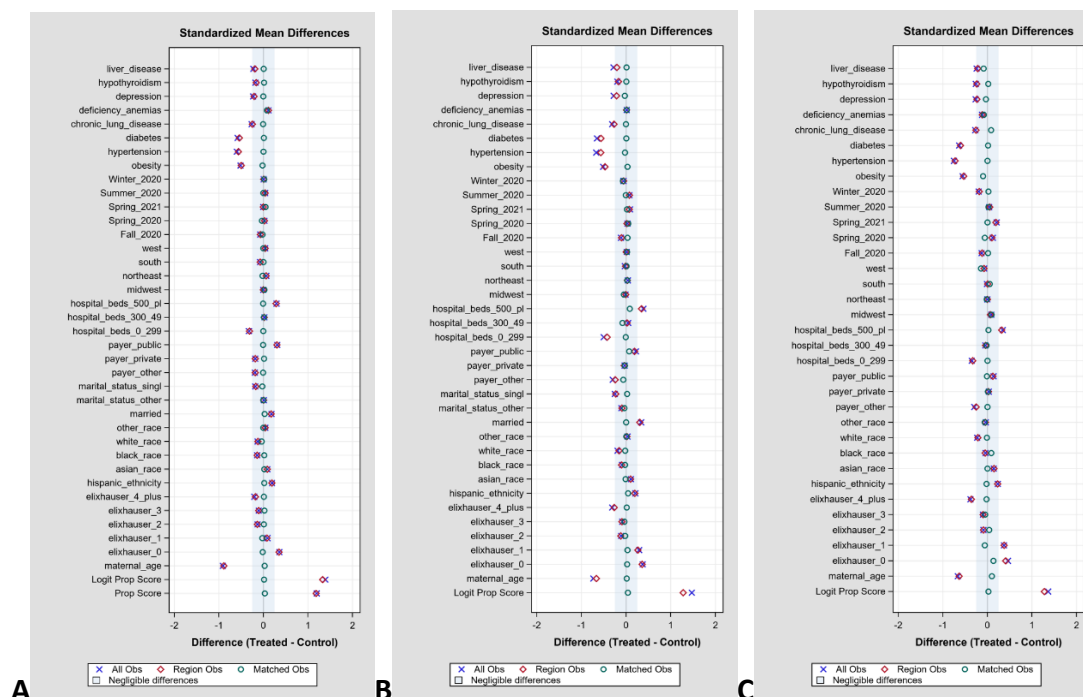 Standardized Mean Differences
liver_disease
hypothyroidism
depression
deficiency_anemias
chronic_lung_disease
diabetes
hypertension
obesity
Winter_2020
Summer_2020
Spring_2021
Spring_2020
Fall_2020
west
south
northeast
midwest
hospital_beds_500_pl
hospital_beds_300_49
hospital_beds_0_299
payer_public
payer_private
payer_other
marital_status_singl
marital_status_other
married
other_race
white_race
black_race
asian_race
hispanic_ethnicity
elixhauser_4_plus
elixhauser_3
elixhauser_2
elixhauser_1
elixhauser_0
maternal_age
Logit Prop Score
Prop Score
-2 -1 0 1 2
Difference (Treated - Control)
All Obs Region Obs Matched Obs
Negligible differences
A
Standardized Mean Differences
liver_disease
hypothyroidism
depression
deficiency_anemias
chronic_lung_disease
diabetes
hypertension
obesity
Winter_2020
Summer_2020
Spring_2021
Spring_2020
Fall_2020
west
south
northeast
midwest
hospital_beds_500_pl
hospital_beds_300_49
hospital_beds_0_299
payer_public
payer_private
payer_other
marital_status_singl
marital_status_other
married
other_race
white_race
black_race
asian_race
hispanic_ethnicity
elixhauser_4_plus
elixhauser_3
elixhauser_2
elixhauser_1
elixhauser_0
maternal_age
Logit Prop Score
-2 -1 0 1 2
Difference (Treated - Control)
All Obs Region Obs Matched Obs
Negligible differences
B
Standardized Mean Differences
liver_disease
hypothyroidism
depression
deficiency_anemias
chronic_lung_disease
diabetes
hypertension
obesity
Winter_2020
Summer_2020
Spring_2021
Spring_2020
Fall_2020
west
south
northeast
midwest
hospital_beds_500_pl
hospital_beds_300_49
hospital_beds_0_299
payer_public
payer_private
payer_other
other_race
white_race
black_race
asian_race
hispanic_ethnicity
elixhauser_4_plus
elixhauser_3
elixhauser_2
elixhauser_1
elixhauser_0
maternal_age
Logit Prop Score
-2 -1 0 1 2
Difference (Treated - Control)
All Obs Region Obs Matched Obs
Negligible differences
C